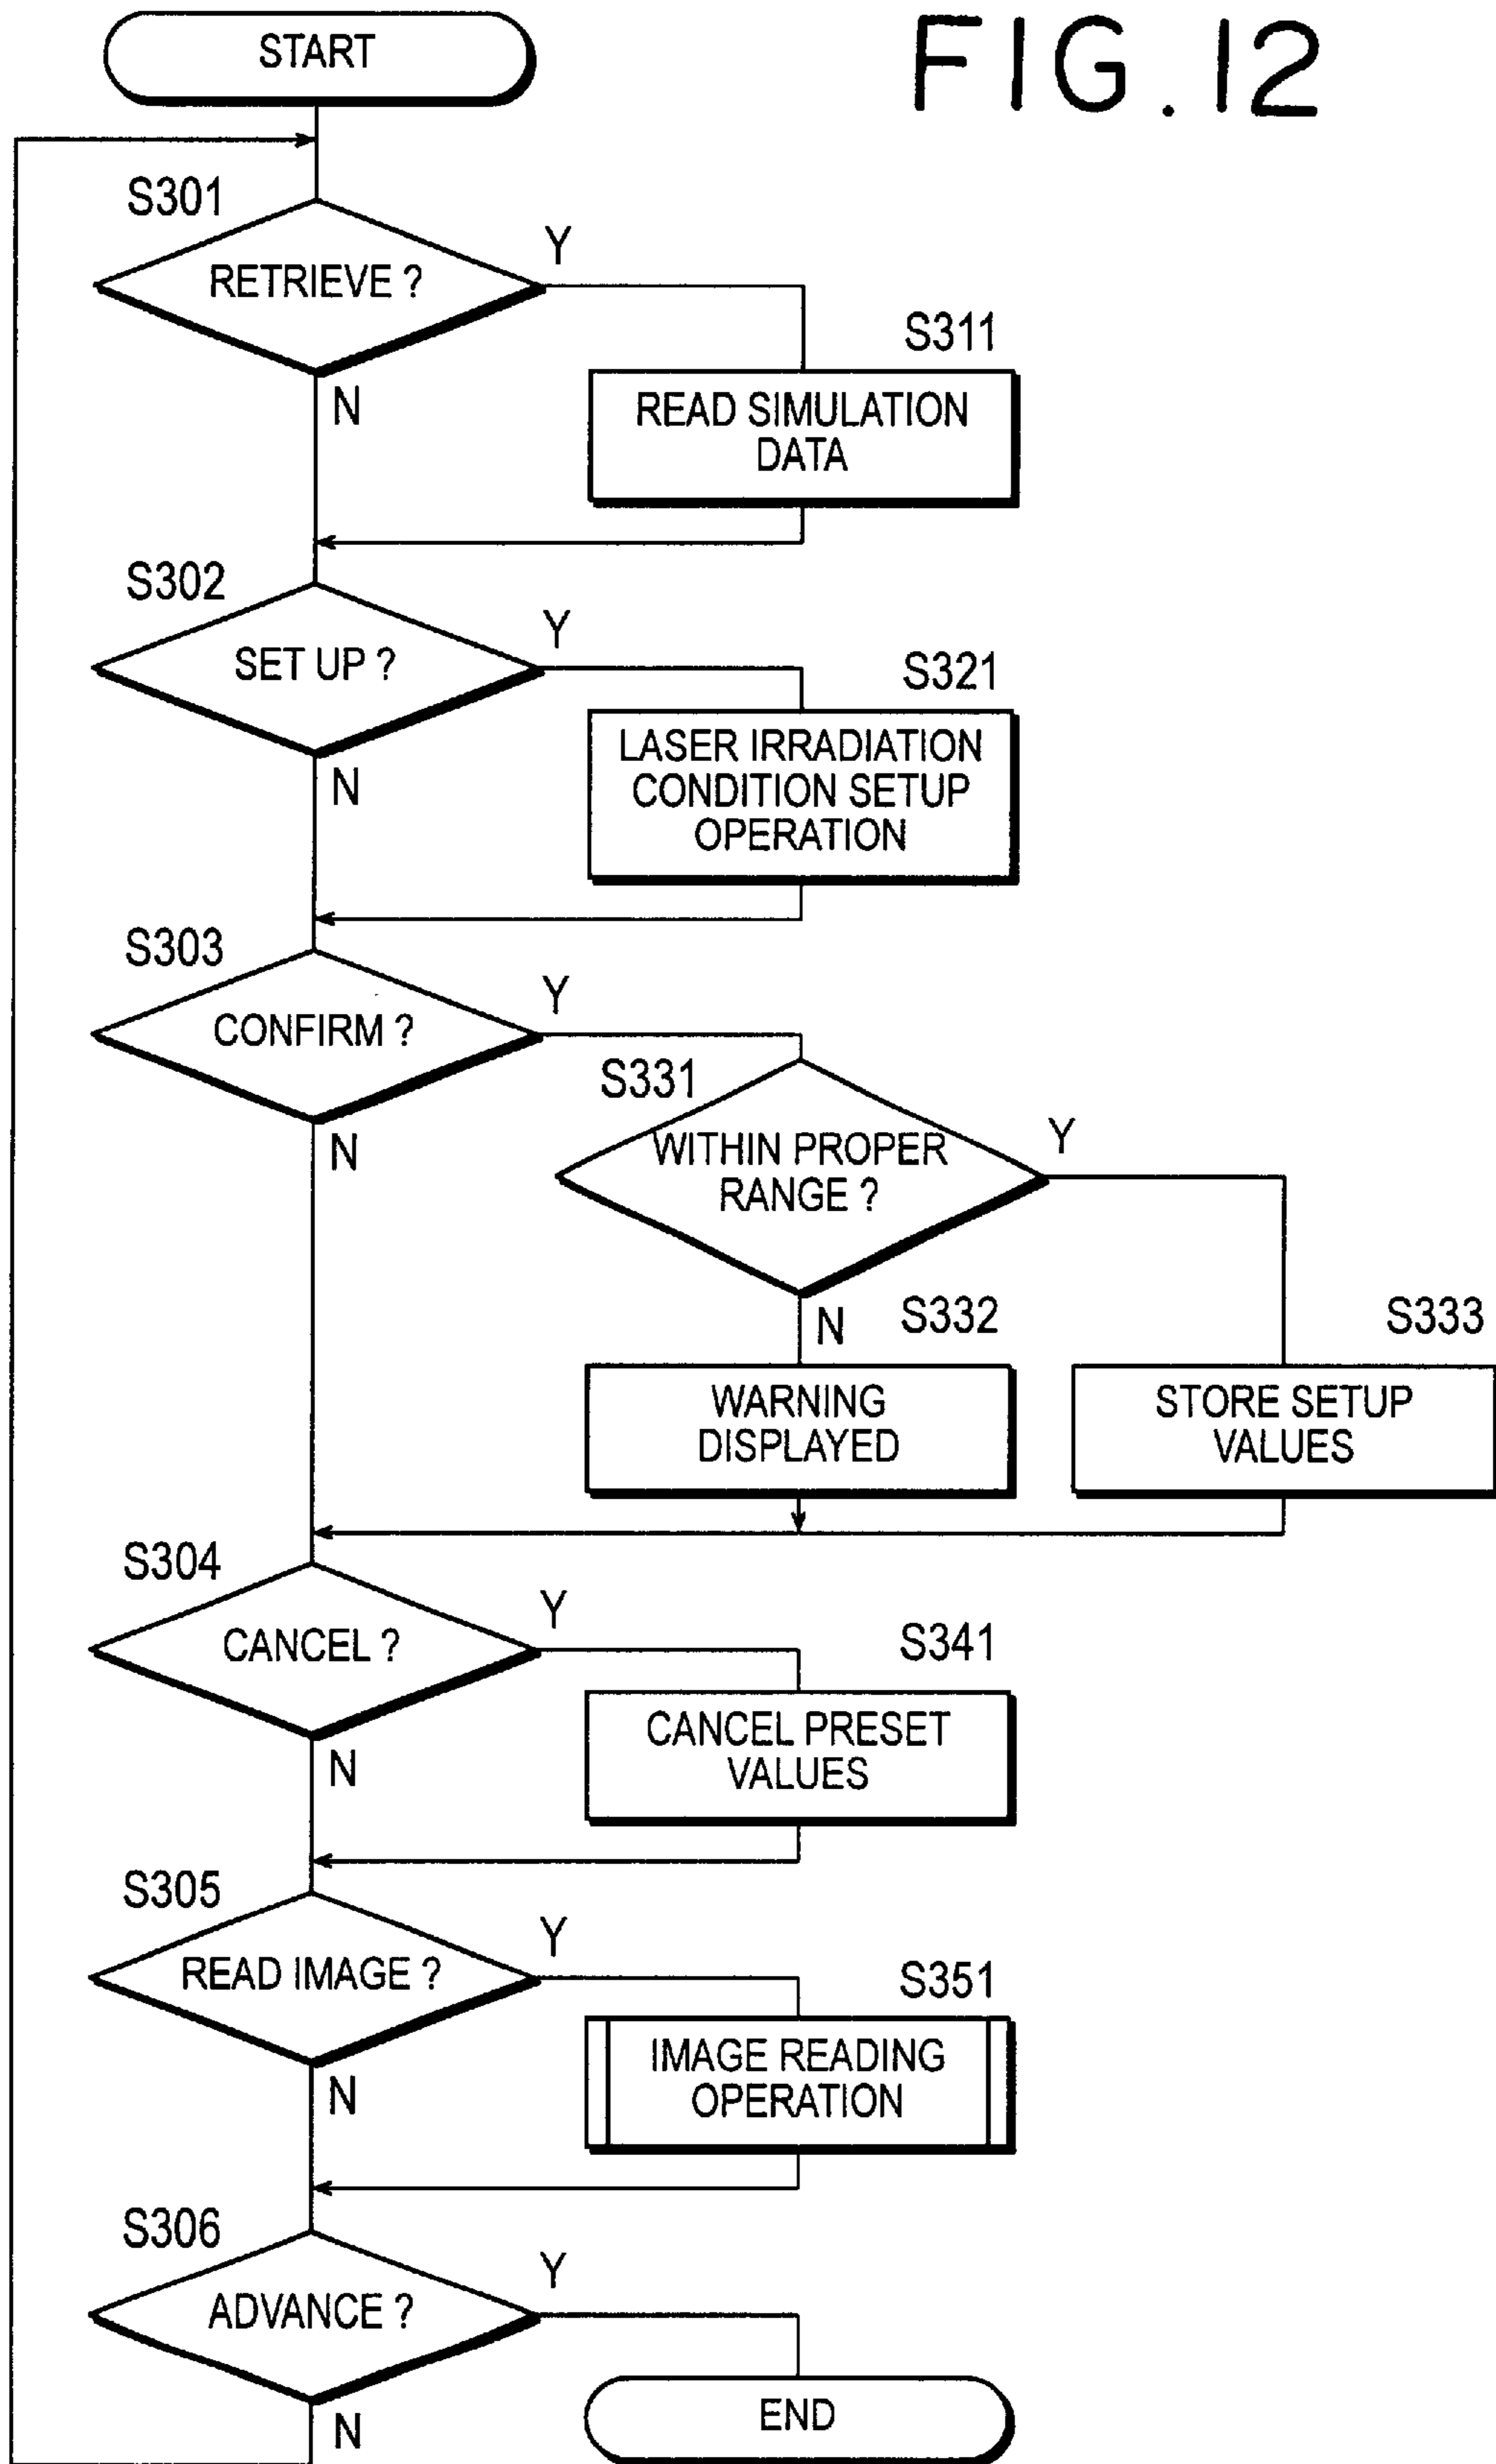 FIG.12
START
S301
RETRIEVE ?
Y
N
S311
READ SIMULATION
DATA
S302
SET UP ?
Y
N
S321
LASER IRRADIATION
CONDITION SETUP
OPERATION
S303
CONFIRM ?
Y
N
S331
WITHIN PROPER
RANGE ?
Y
N
S332
WARNING
DISPLAYED
S333
STORE SETUP
VALUES
S304
CANCEL ?
Y
N
S341
CANCEL PRESET
VALUES
S305
READ IMAGE ?
Y
N
S351
IMAGE READING
OPERATION
S306
ADVANCE ?
Y
N
END